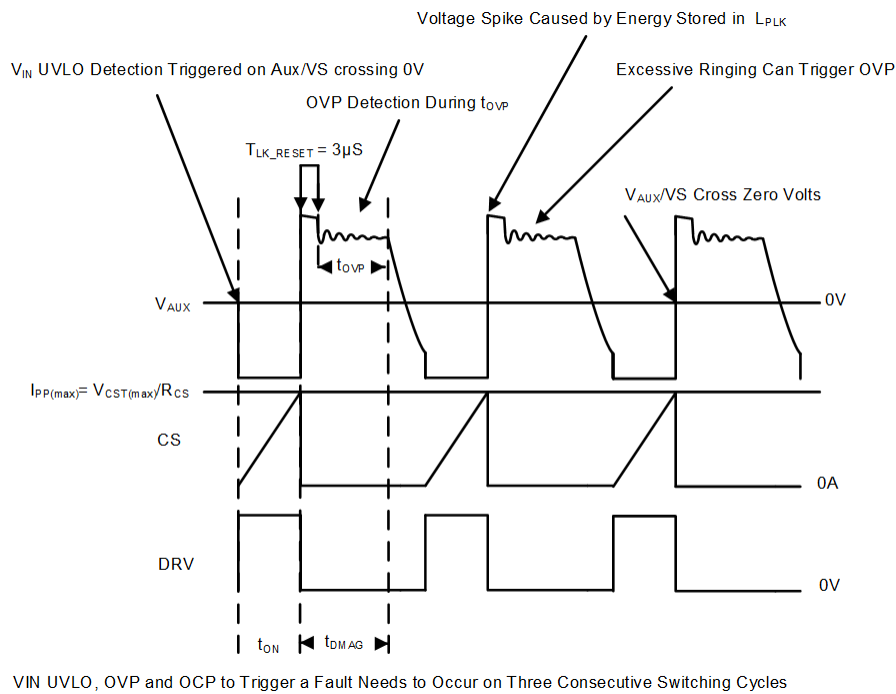 Voltage Spike Caused by Energy Stored in LPLK
VIN UVLO Detection Triggered on Aux/VS crossing 0V
Excessive Ringing Can Trigger OVP
OVP Detection During tOVP
TLK_RESET = 3µS
VAUX/VS Cross Zero Volts
tOVP
VAUX
0V
IPP(max)= VCST(max)/RCS
CS
0A
DRV
0V
tON
tDMAG
VIN UVLO, OVP and OCP to Trigger a Fault Needs to Occur on Three Consecutive Switching Cycles